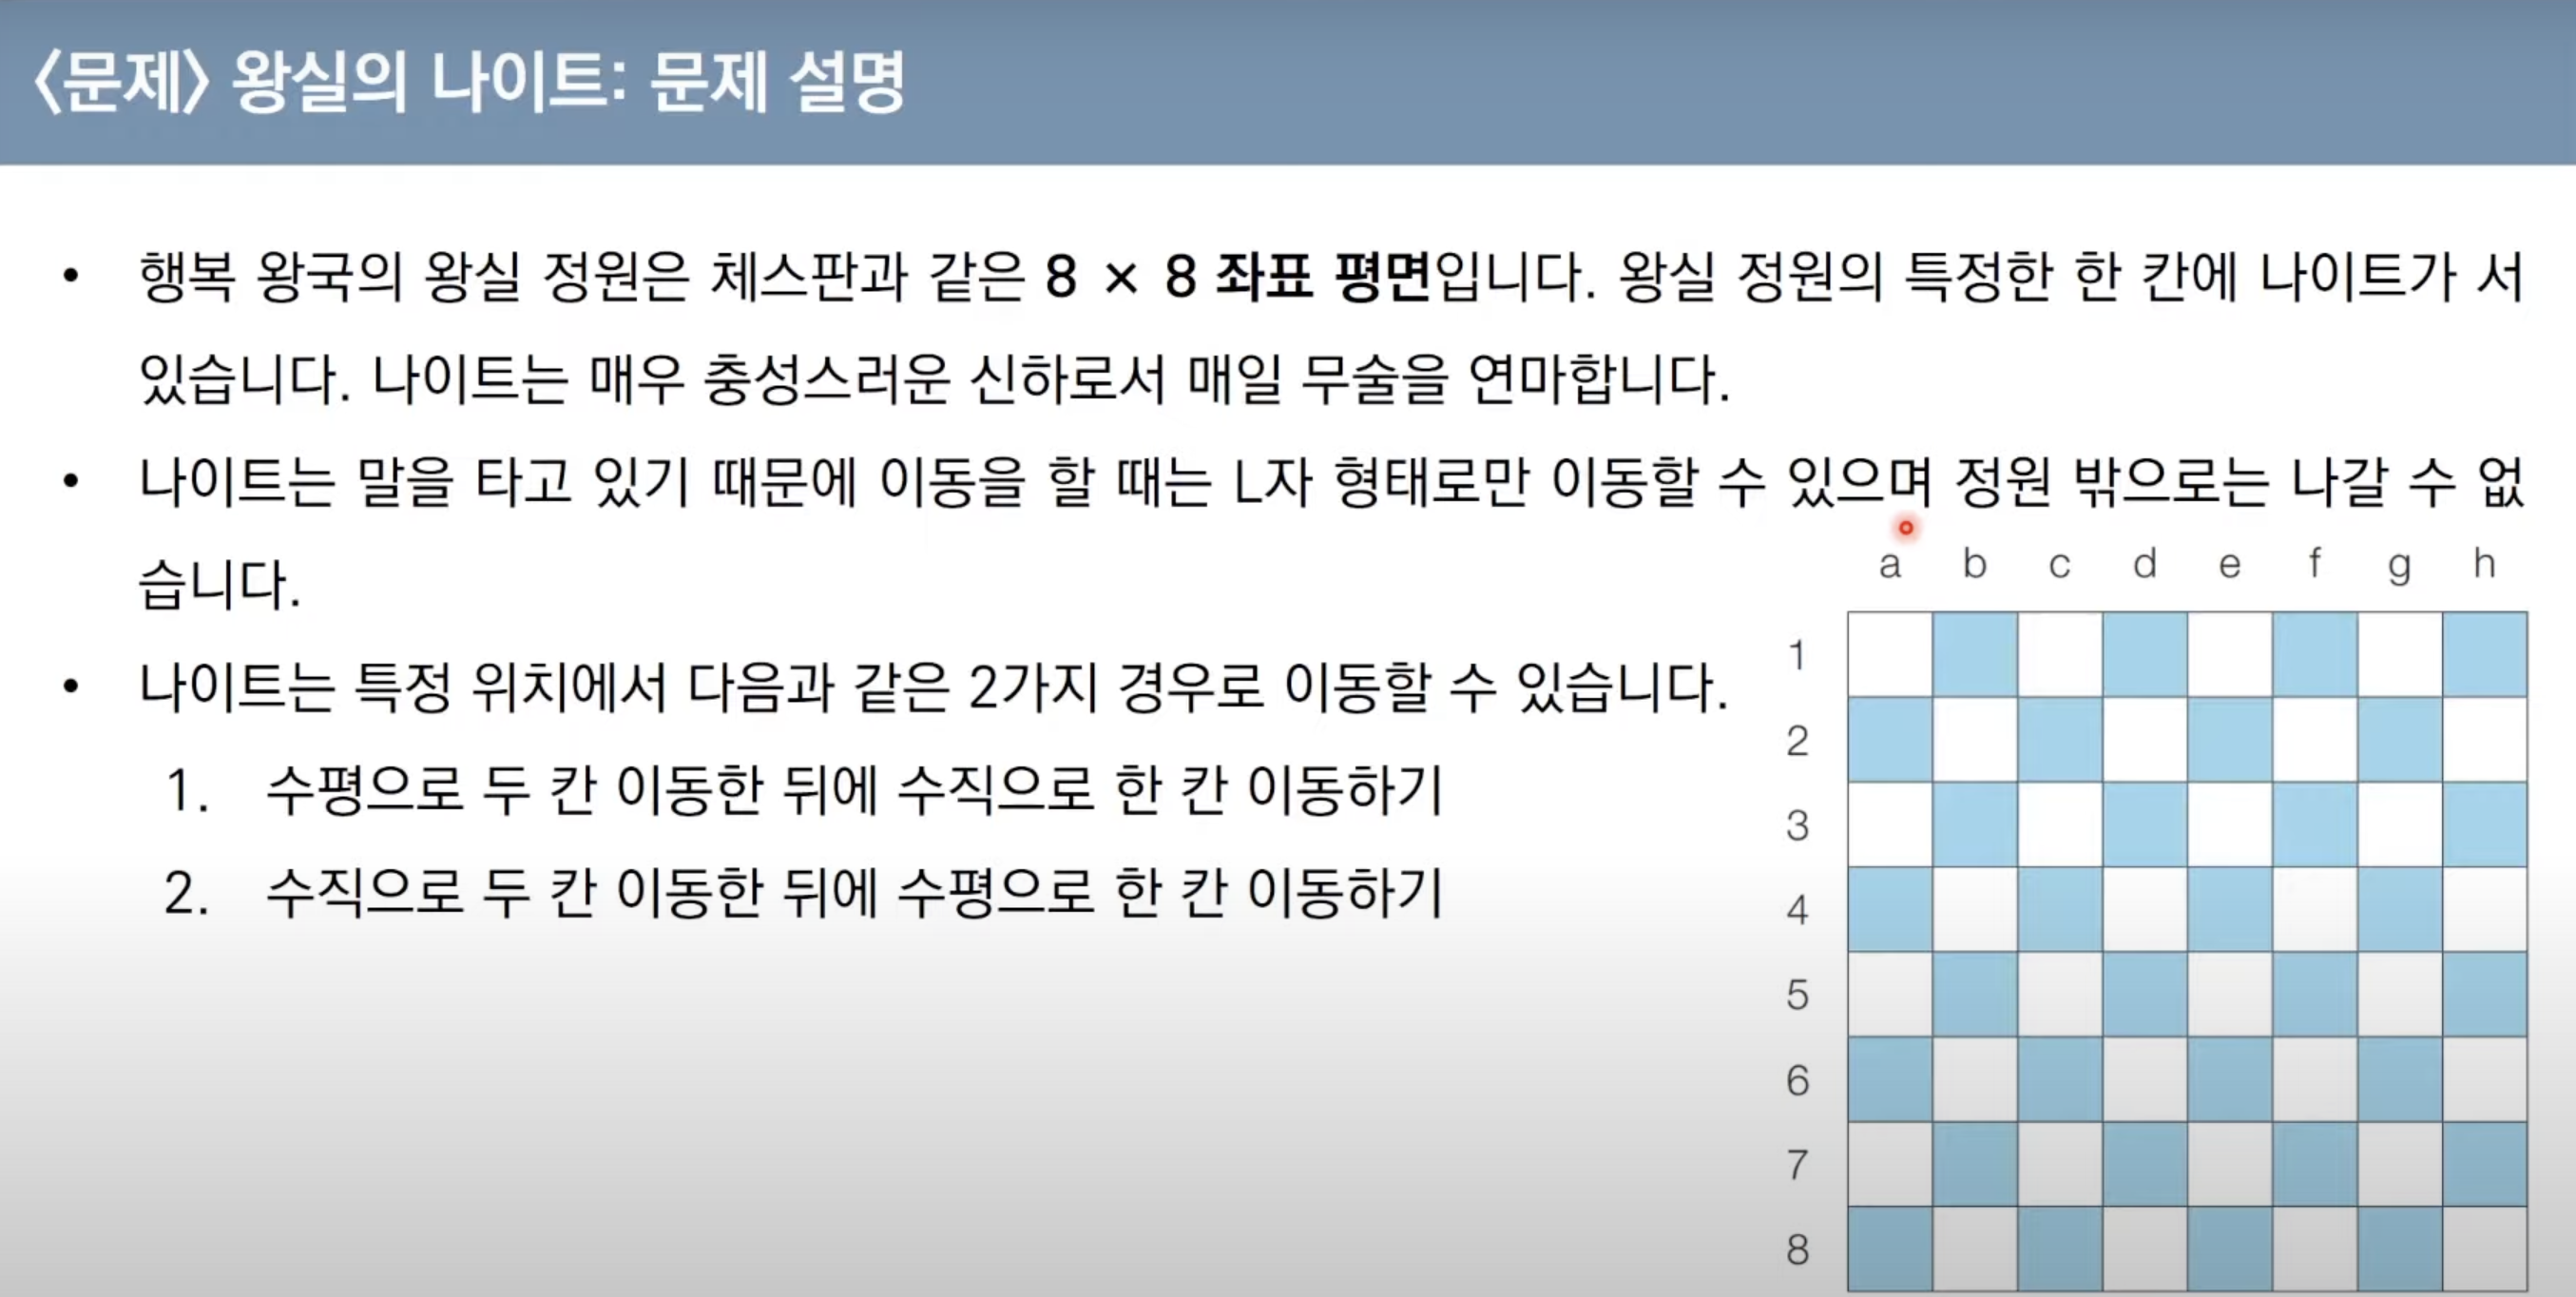 〈문제〉 왕실의 나이트: 문제 설명
• 행복 왕국의 왕실 정원은 체스판과 같은 8 × 8 좌표 평면입니다. 왕실 정원의 특정한 한 칸에 나이트가 서
있습니다. 나이트는 매우 충성스러운 신하로서 매일 무술을 연마합니다.
• 나이트는 말을 타고 있기 때문에 이동을 할 때는 L자 형태로만 이동할 수 있으며 정원 밖으로는 나갈 수 없
습니다.
• 나이트는 특정 위치에서 다음과 같은 2가지 경우로 이동할 수 있습니다.
1. 수평으로 두 칸 이동한 뒤에 수직으로 한 칸 이동하기
2. 수직으로 두 칸 이동한 뒤에 수평으로 한 칸 이동하기
a b c d e f g h
1
2
3
4
5
6
7
8